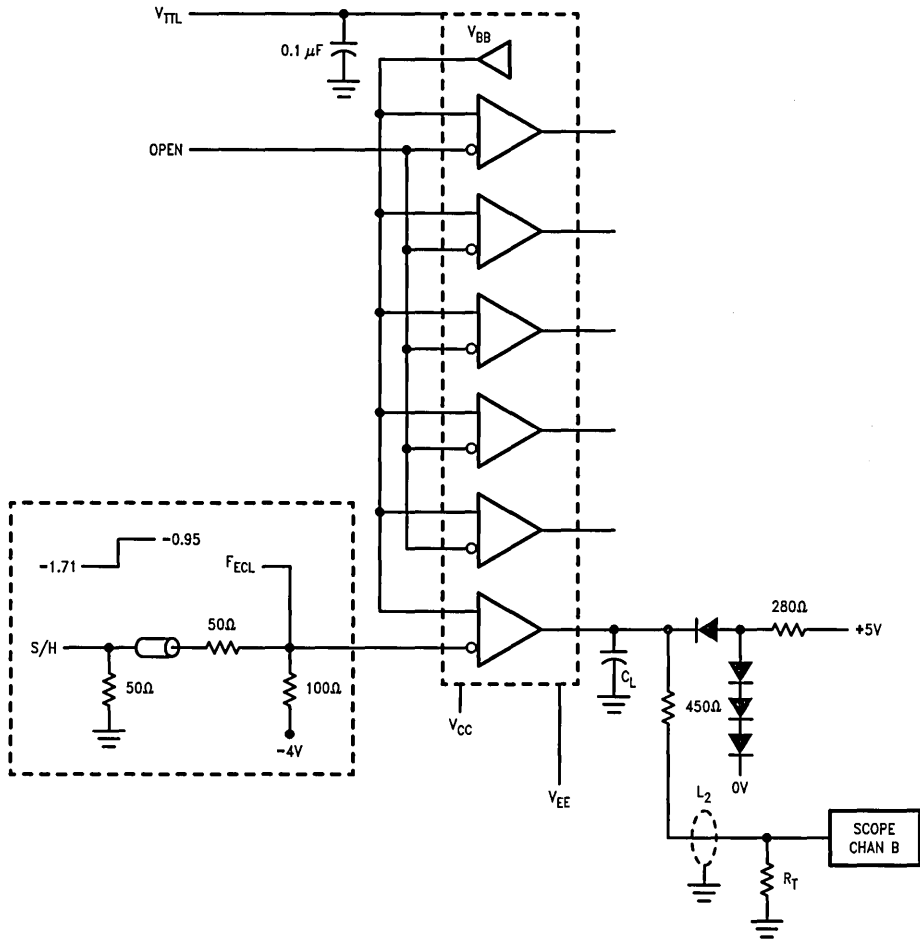 V_TTL
0.1 μF
V_BB
OPEN
-1.71
-0.95
F_ECL
S/H
50Ω
50Ω
100Ω
-4V
V_CC
V_EE
C_L
280Ω
+5V
450Ω
0V
L_2
R_T
SCOPE
CHAN B